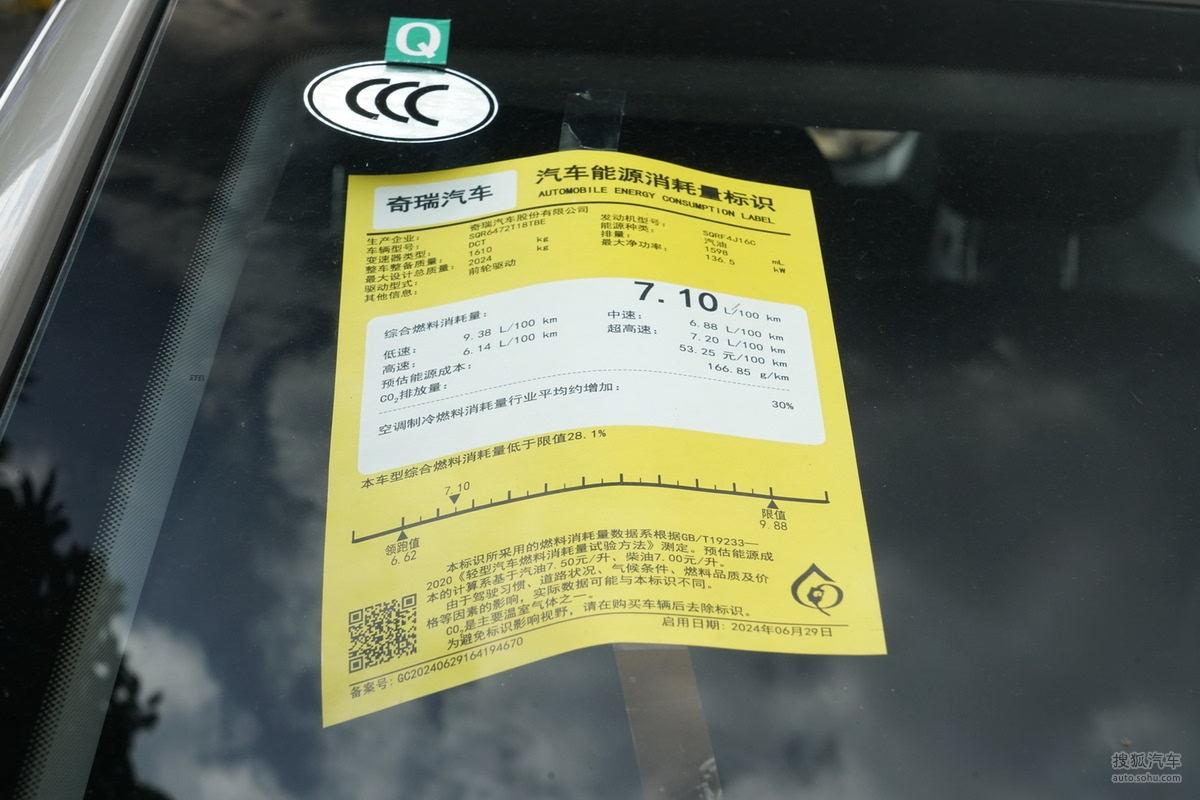 Q
CCC
奇瑞汽车
汽车能源消耗量标识
AUTOMOBILE ENERGY CONSUMPTION LABEL
生产企业: 奇瑞汽车股份有限公司
车辆型号: SQR6472T18TBE
变速器类型: DCT
整车整备质量: 1610 kg
最大设计总质量: 2024 kg
驱动型式: 前轮驱动
其他信息:
发动机型号: SQRF4J16C
能源种类: 汽油
排量: 1598 mL
最大净功率: 136.5 kW
综合燃料消耗量: 7.10 L/100 km
低速: 9.38 L/100 km 中速: 6.88 L/100 km
高速: 6.14 L/100 km 超高速: 7.20 L/100 km
预估能源成本: 53.25 元/100 km
CO₂排放量: 166.85 g/km
空调制冷燃料消耗量行业平均约增加: 30%
本车型综合燃料消耗量低于限值28.1%
7.10
领跑值
6.62
限值
9.88
本标识所采用的燃料消耗量数据系根据GB/T19233—
2020《轻型汽车燃料消耗量试验方法》测定。预估能源成
本的计算系基于汽油7.50元/升、柴油7.00元/升。
由于驾驶习惯、道路状况、气候条件、燃料品质及价
格等因素的影响，实际数据可能与本标识不同。
CO₂是主要温室气体之一。
为避免标识影响视野，请在购买车辆后去除标识。
备案号: GC20240629164194670
启用日期: 2024年06月29日
搜狐汽车
auto.sohu.com